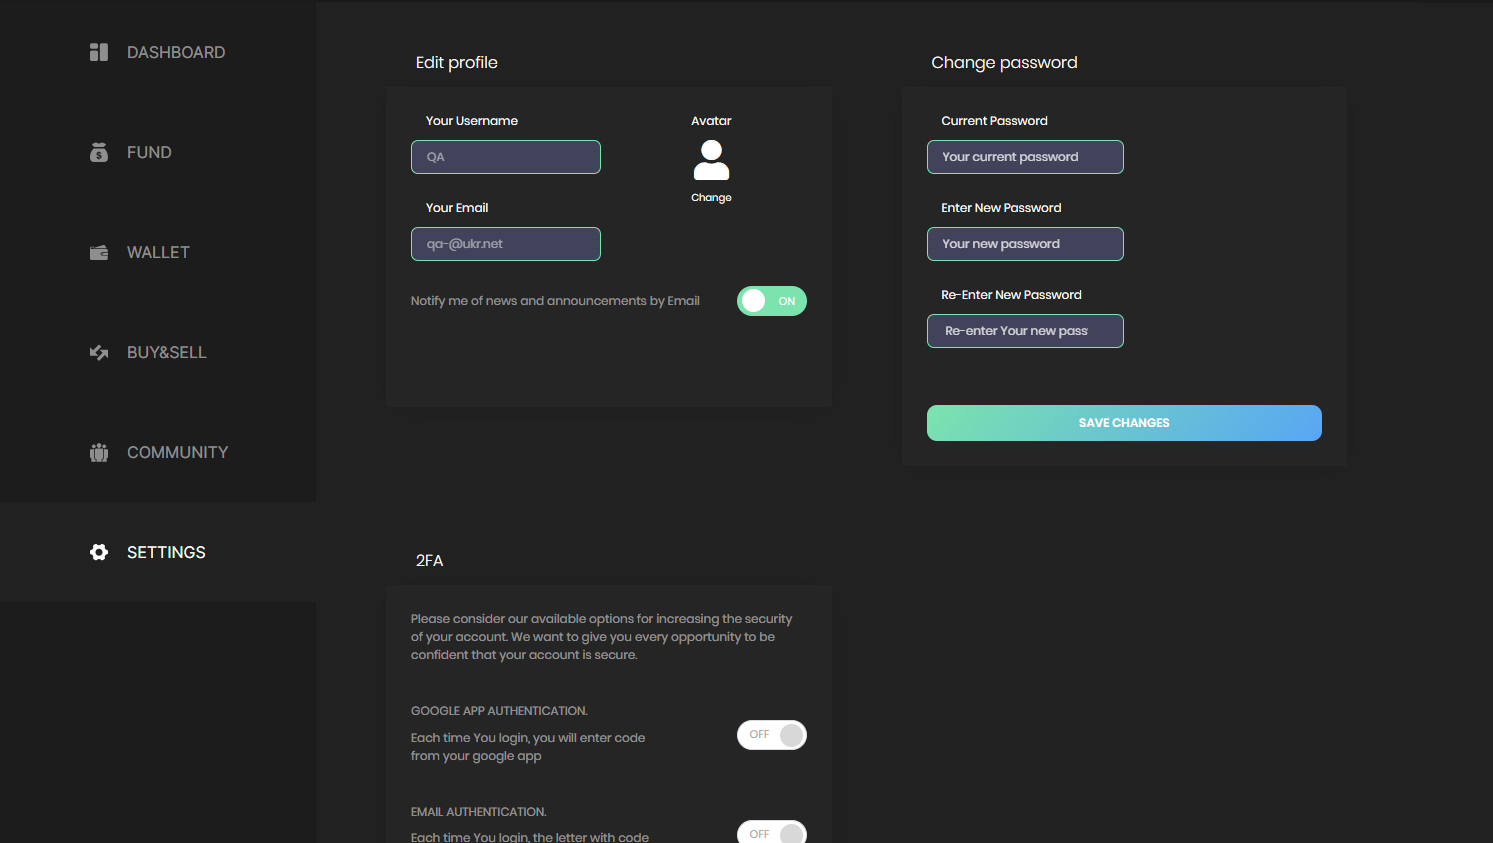 DASHBOARD
FUND
WALLET
BUY&SELL
COMMUNITY
SETTINGS
Edit profile
Your Username
QA
Avatar
Change
Your Email
qa-@ukr.net
Notify me of news and announcements by Email
ON
Change password
Current Password
Your current password
Enter New Password
Your new password
Re-Enter New Password
Re-enter Your new pass
SAVE CHANGES
2FA
Please consider our available options for increasing the security
of your account. We want to give you every opportunity to be
confident that your account is secure.
GOOGLE APP AUTHENTICATION.
Each time You login, you will enter code
from your google app
OFF
EMAIL AUTHENTICATION.
Each time You login, the letter with code
OFF